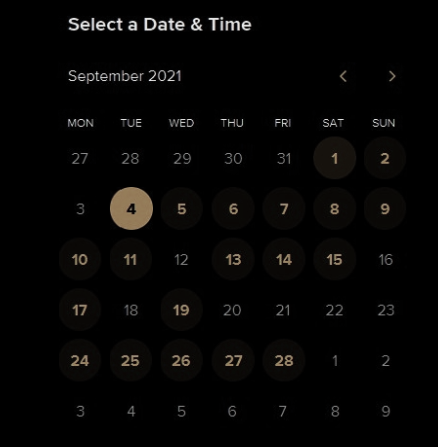 Select a Date & Time
September 2021
MON TUE WED THU FRI SAT SUN
27 28 29 30 31 1 2
3 4 5 6 7 8 9
10 11 12 13 14 15 16
17 18 19 20 21 22 23
24 25 26 27 28 1 2
3 4 5 6 7 8 9